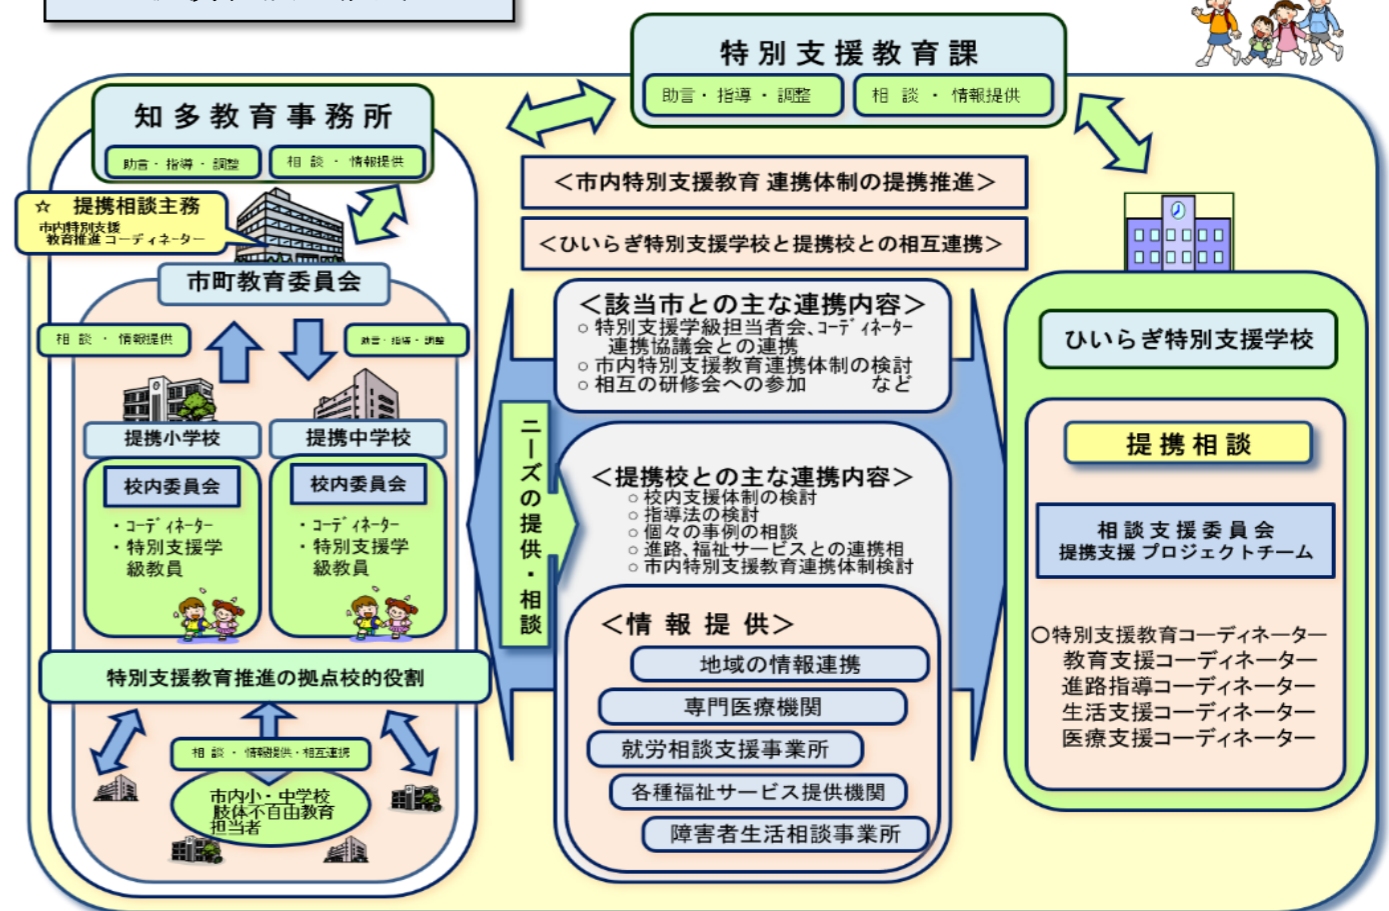 特別支援教育課
助言・指導・調整
相談・情報提供
知多教育事務所
助言・指導・調整
相談・情報提供
☆ 提携相談主務
市内特別支援
教育推進コーディネーター
<市内特別支援教育 連携体制の提携推進>
<ひいらぎ特別支援学校と提携校との相互連携>
市町教育委員会
相談・情報提供
助言・指導・調整
提携小学校
提携中学校
校内委員会
・コーディネーター
・特別支援学
級教員
校内委員会
・コーディネーター
・特別支援学
級教員
特別支援教育推進の拠点校的役割
相談・情報提供・相互連携
市内小・中学校
肢体不自由教育
担当者
ニーズの提供・相談
<該当市との主な連携内容>
○特別支援学級担当者会、コーディネーター
連携協議会との連携
○市内特別支援教育連携体制の検討
○相互の研修会への参加 など
<提携校との主な連携内容>
○校内支援体制の検討
○指導法の検討
○個々の事例の相談
○進路、福祉サービスとの連携相
○市内特別支援教育連携体制検討
<情報提供>
地域の情報連携
専門医療機関
就労相談支援事業所
各種福祉サービス提供機関
障害者生活相談事業所
ひいらぎ特別支援学校
提携相談
相談支援委員会
提携支援プロジェクトチーム
○特別支援教育コーディネーター
教育支援コーディネーター
進路指導コーディネーター
生活支援コーディネーター
医療支援コーディネーター